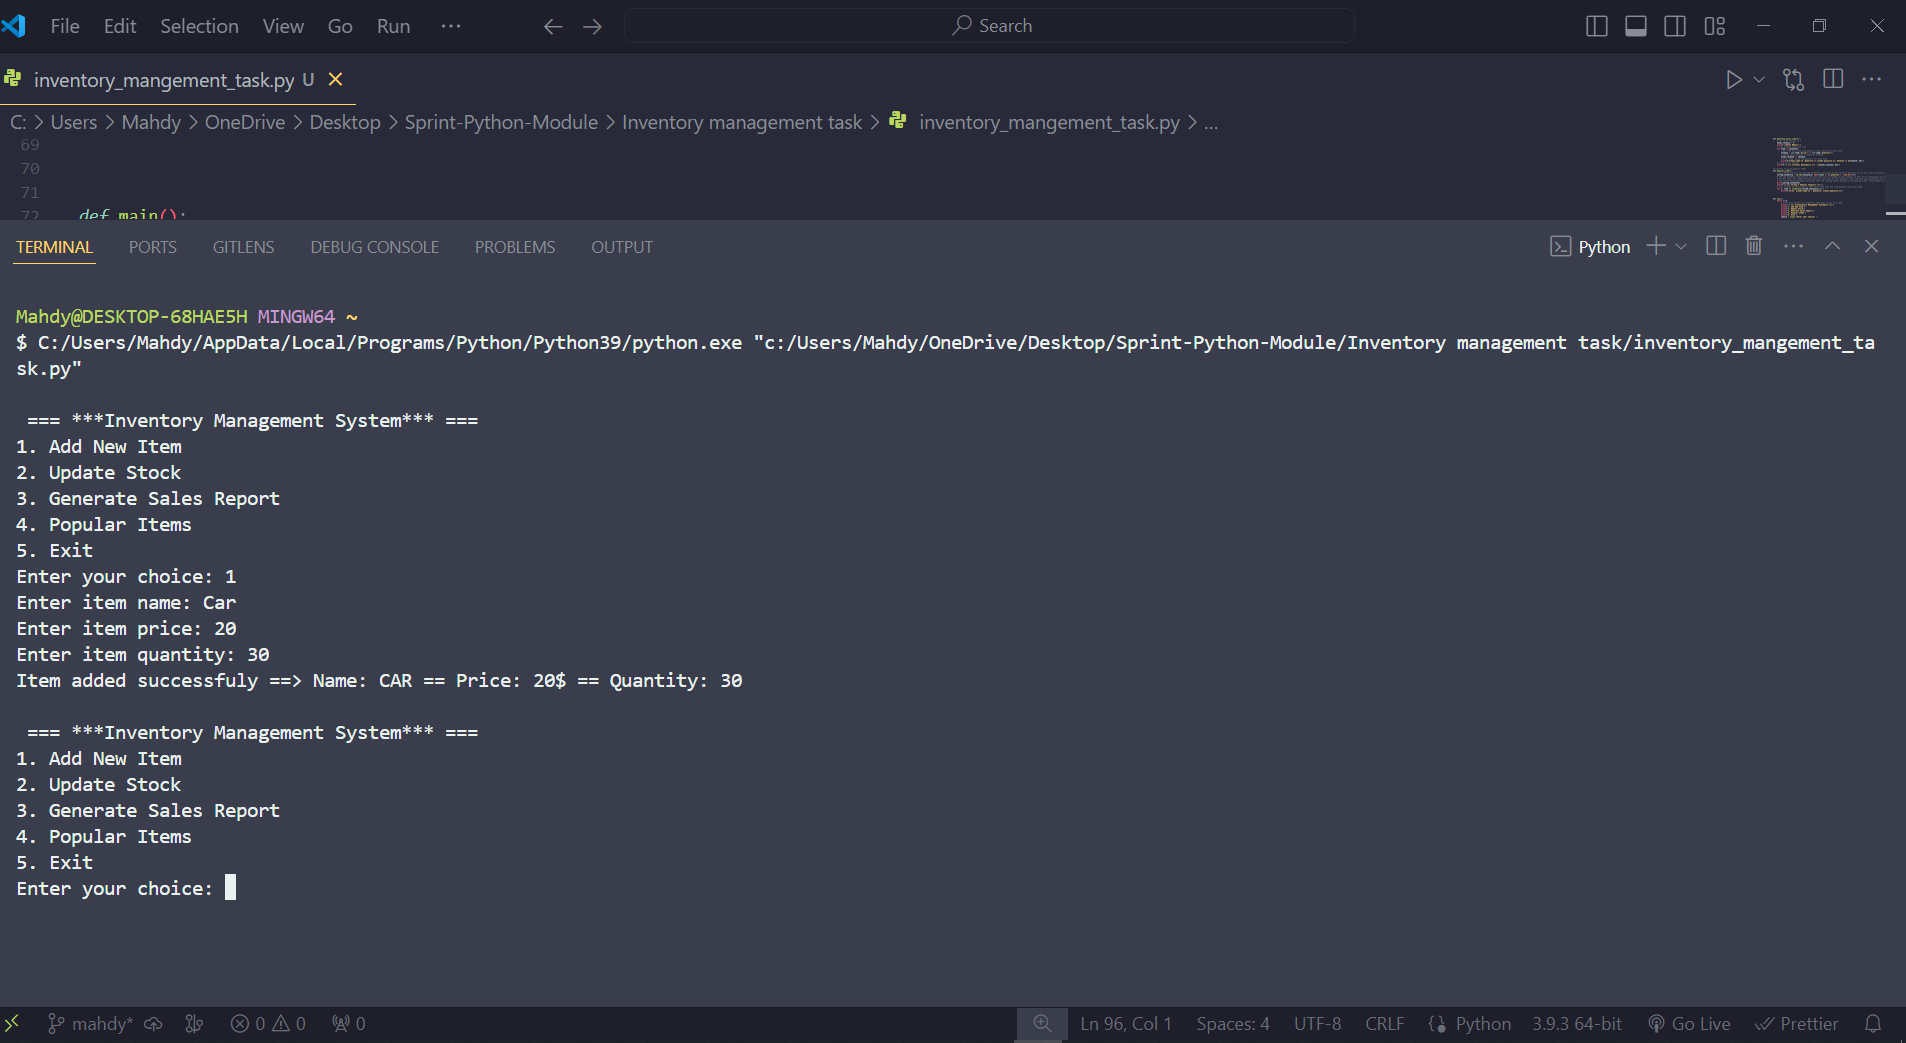 File Edit Selection View Go Run ··· Search
inventory_mangement_task.py U
C: > Users > Mahdy > OneDrive > Desktop > Sprint-Python-Module > Inventory management task > inventory_mangement_task.py > ...
69
70
71
72 def main():
TERMINAL PORTS GITLENS DEBUG CONSOLE PROBLEMS OUTPUT Python
Mahdy@DESKTOP-68HAE5H MINGW64 ~
$ C:/Users/Mahdy/AppData/Local/Programs/Python/Python39/python.exe "c:/Users/Mahdy/OneDrive/Desktop/Sprint-Python-Module/Inventory management task/inventory_mangement_ta
sk.py"
=== ***Inventory Management System*** ===
1. Add New Item
2. Update Stock
3. Generate Sales Report
4. Popular Items
5. Exit
Enter your choice: 1
Enter item name: Car
Enter item price: 20
Enter item quantity: 30
Item added successfuly ==> Name: CAR == Price: 20$ == Quantity: 30
=== ***Inventory Management System*** ===
1. Add New Item
2. Update Stock
3. Generate Sales Report
4. Popular Items
5. Exit
Enter your choice:
mahdy* 0 0 0 Ln 96, Col 1 Spaces: 4 UTF-8 CRLF Python 3.9.3 64-bit Go Live Prettier